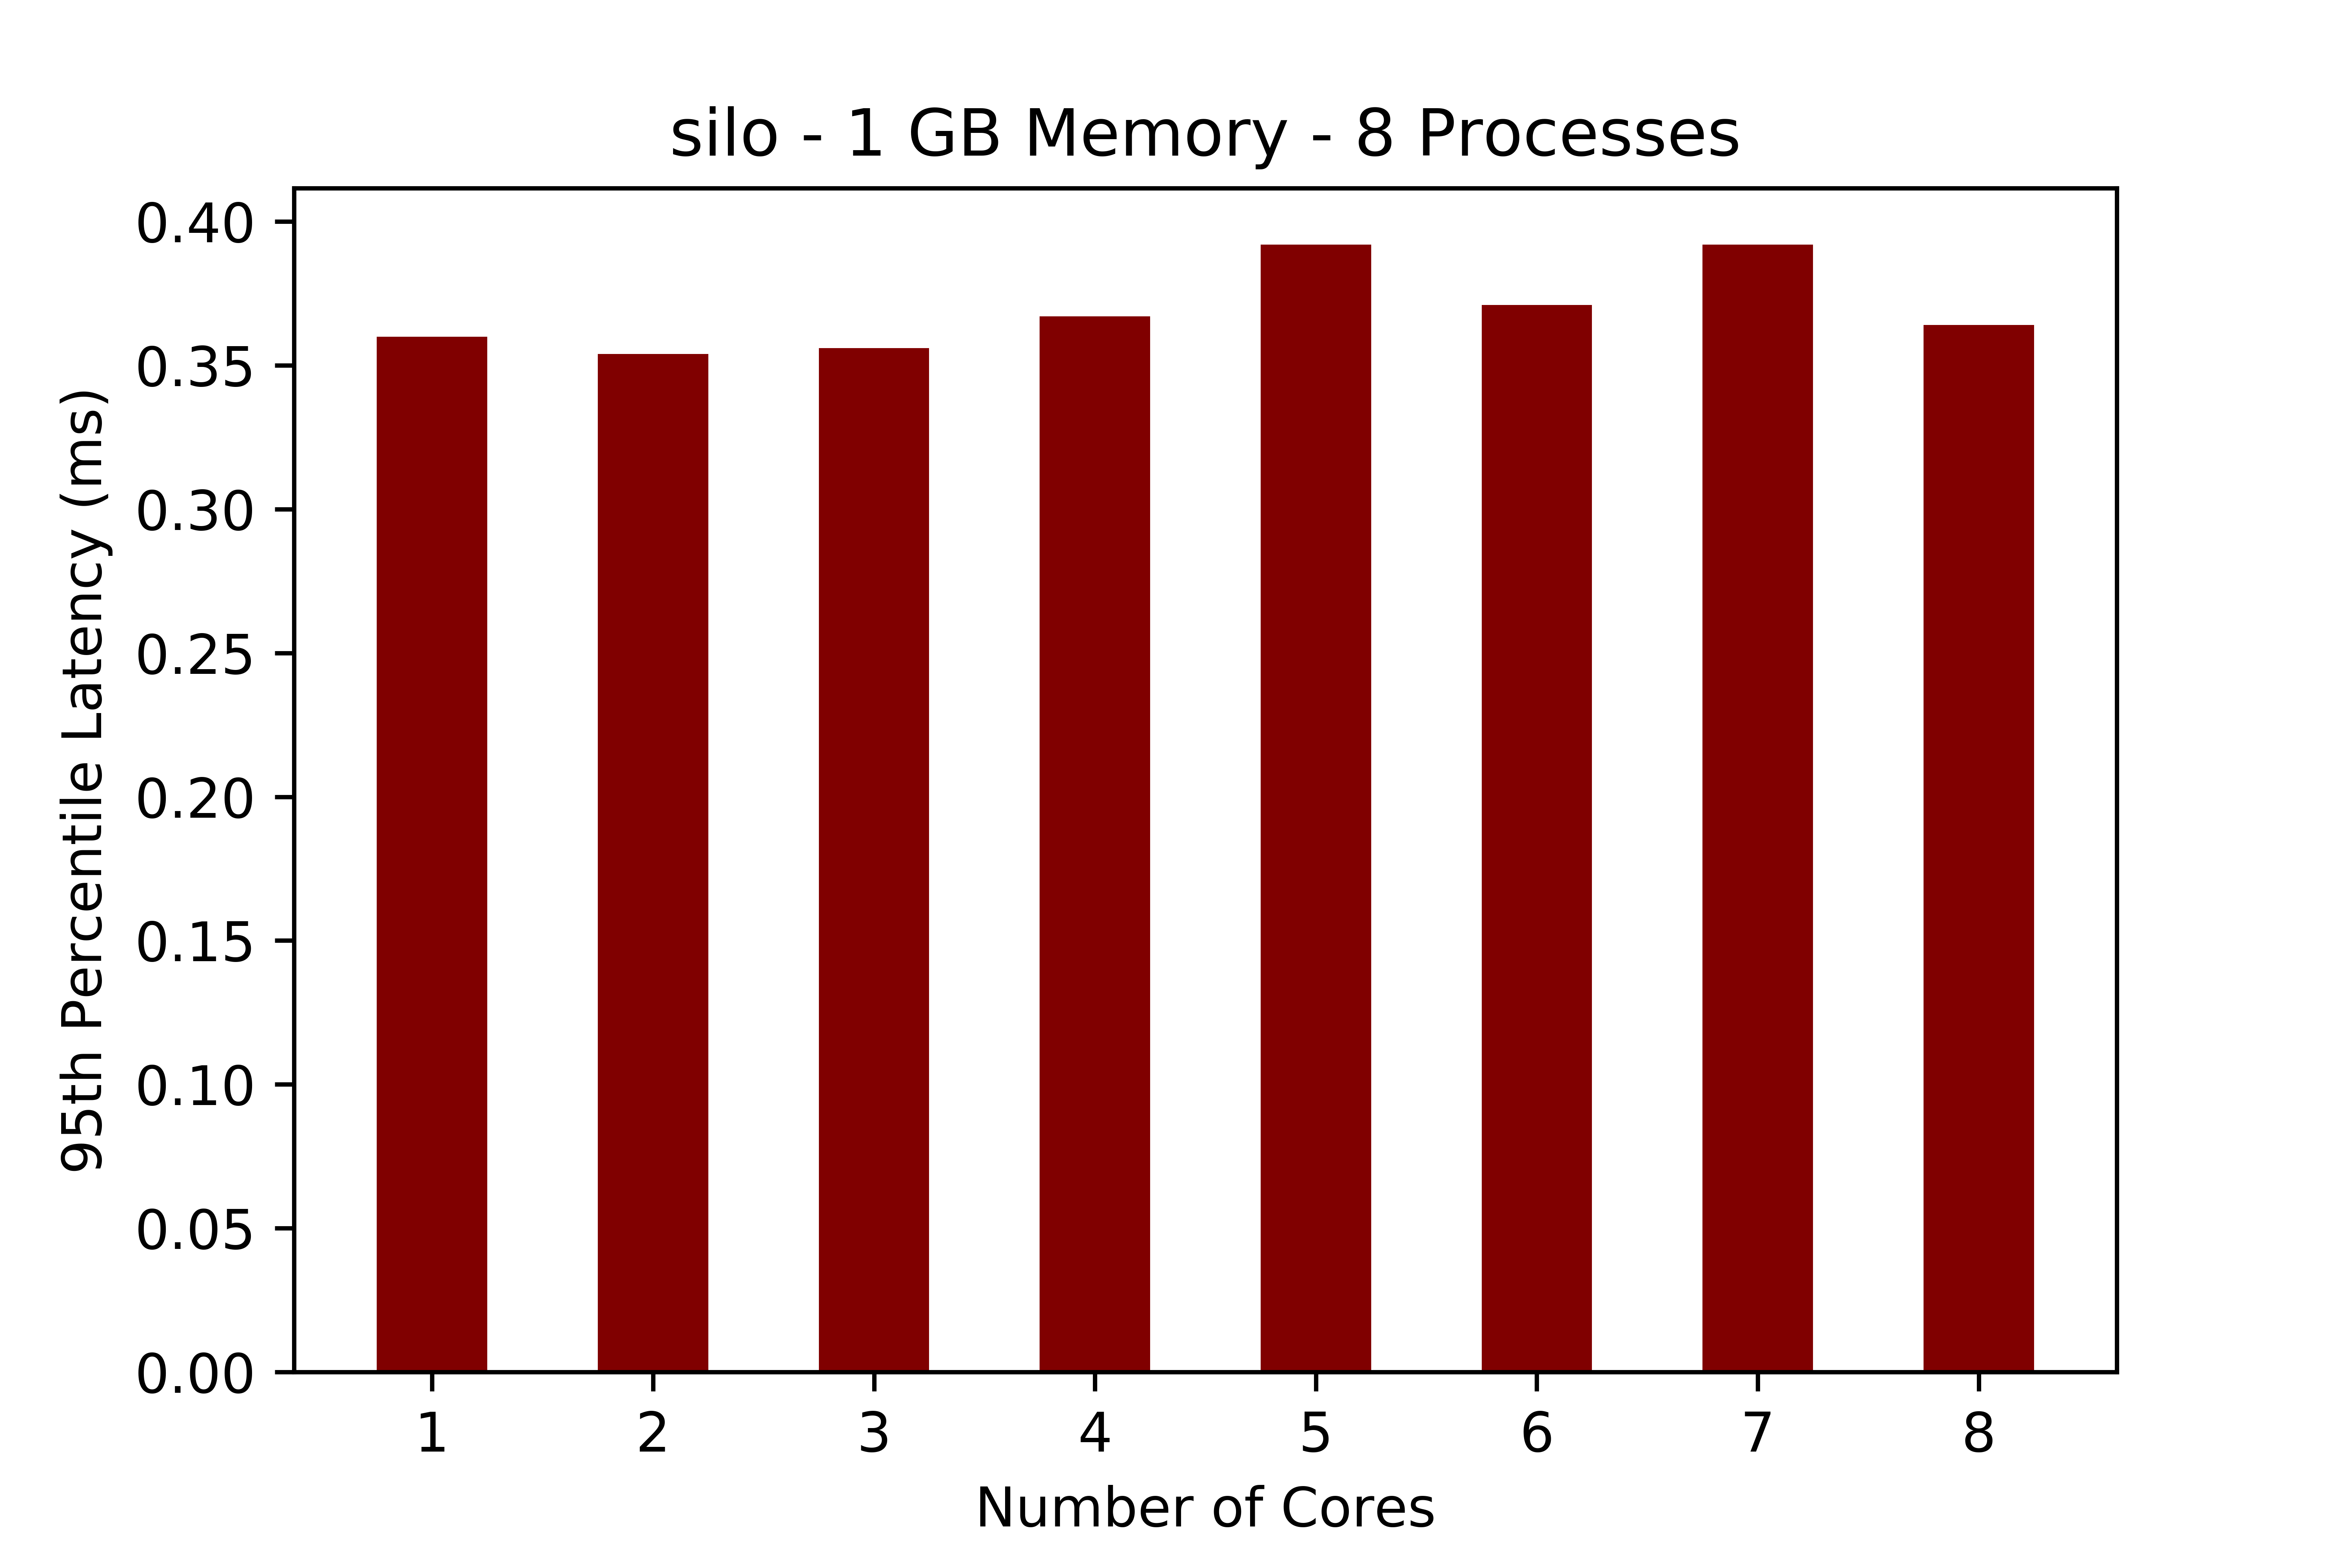 silo - 1 GB Memory - 8 Processes
95th Percentile Latency (ms)
0.40
0.35
0.30
0.25
0.20
0.15
0.10
0.05
0.00
1 2 3 4 5 6 7 8
Number of Cores